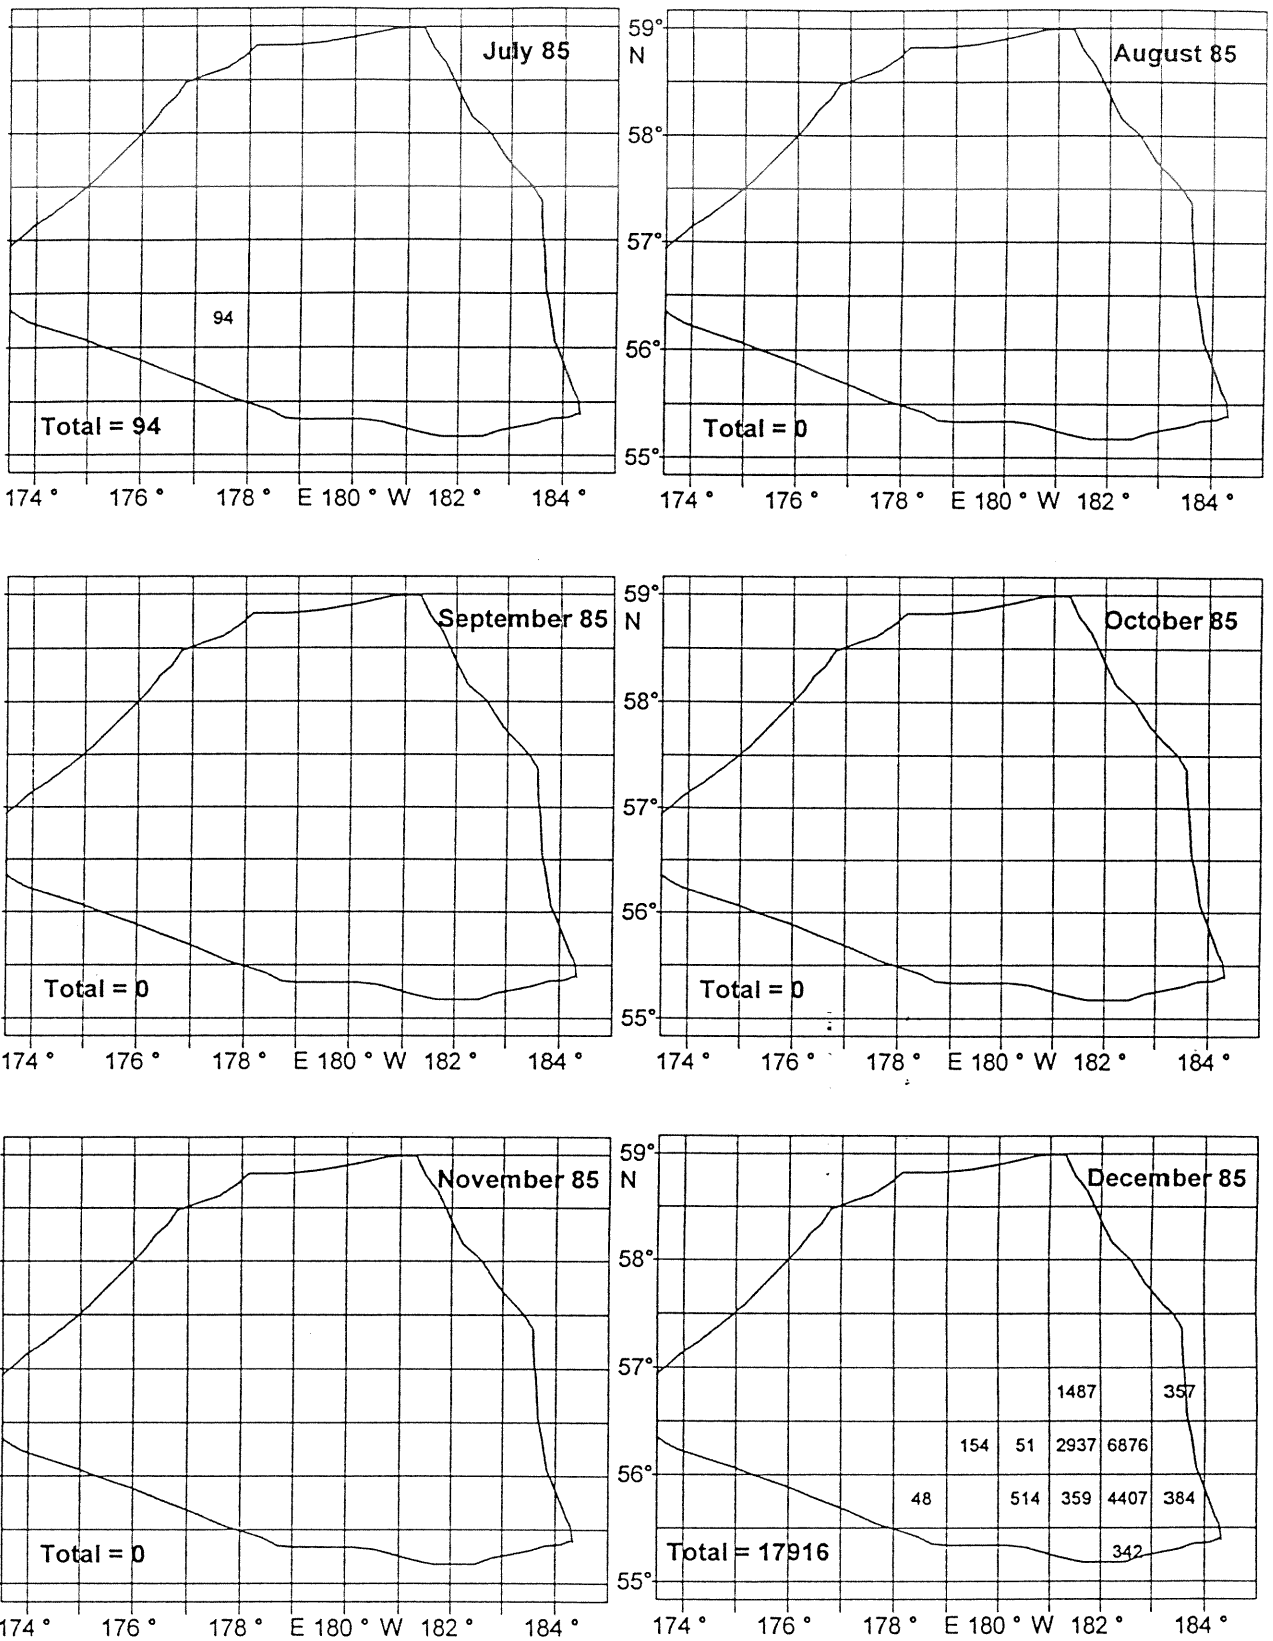 July 85
94
Total = 94
174 ° 176 ° 178 ° E 180 ° W 182 ° 184 °
59°
N
58°
57°
56°
55°
August 85
Total = 0
174 ° 176 ° 178 ° E 180 ° W 182 ° 184 °
September 85
Total = 0
174 ° 176 ° 178 ° E 180 ° W 182 ° 184 °
59°
N
58°
57°
56°
55°
October 85
Total = 0
174 ° 176 ° 178 ° E 180 ° W 182 ° 184 °
November 85
Total = 0
174 ° 176 ° 178 ° E 180 ° W 182 ° 184 °
59°
N
58°
57°
56°
55°
December 85
1487 357
154 51 2937 6876
48 514 359 4407 384
Total = 17916
342
174 ° 176 ° 178 ° E 180 ° W 182 ° 184 °